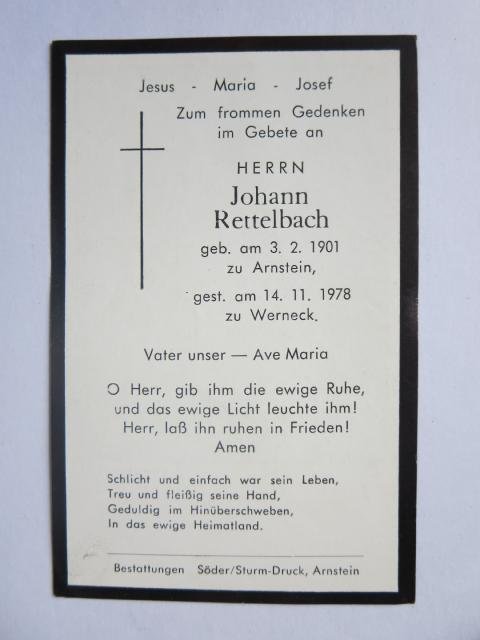 Jesus - Maria - Josef
Zum frommen Gedenken
im Gebete an
HERRN
Johann
Rettelbach
geb. am 3. 2. 1901
zu Arnstein,
gest. am 14. 11. 1978
zu Werneck.
Vater unser — Ave Maria
O Herr, gib ihm die ewige Ruhe,
und das ewige Licht leuchte ihm!
Herr, laß ihn ruhen in Frieden!
Amen
Schlicht und einfach war sein Leben,
Treu und fleißig seine Hand,
Geduldig im Hinüberschweben,
In das ewige Heimatland.
Bestattungen Söder/Sturm-Druck, Arnstein